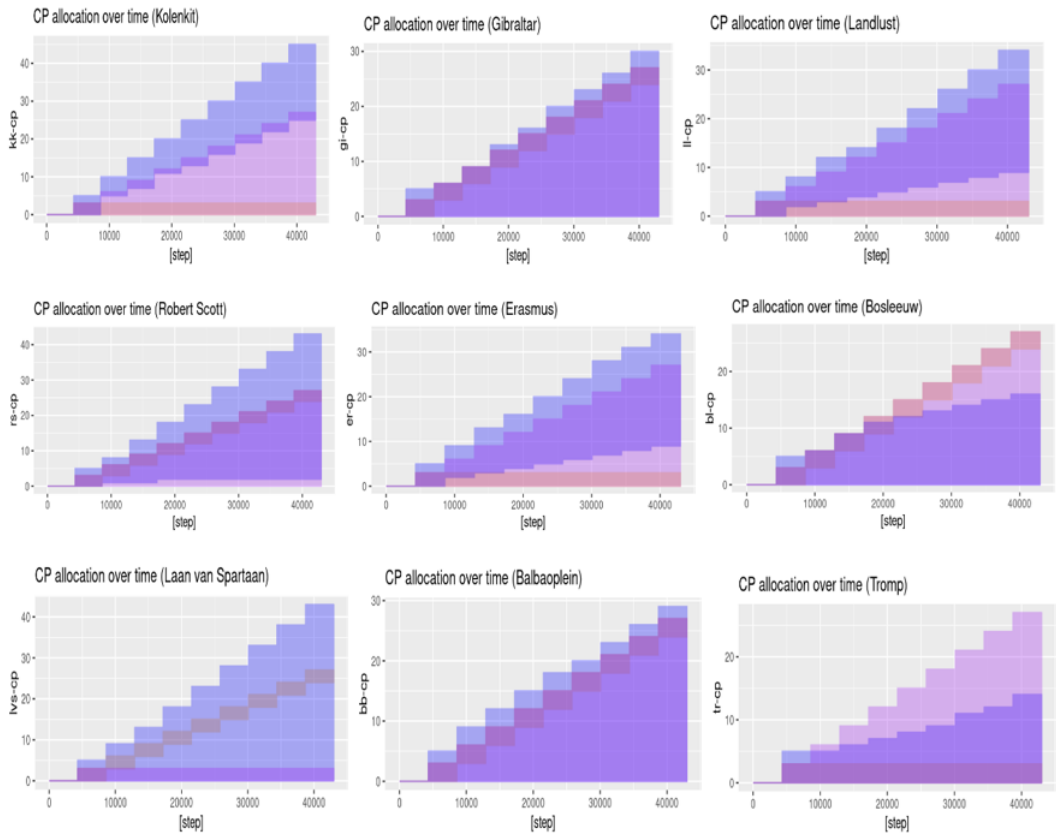 CP allocation over time (Kolenkit)
kk-cp
40
30
20
10
0
0 10000 20000 30000 40000
[step]
CP allocation over time (Gibraltar)
gi-cp
30
20
10
0
0 10000 20000 30000 40000
[step]
CP allocation over time (Landlust)
ll-cp
30
20
10
0
0 10000 20000 30000 40000
[step]
CP allocation over time (Robert Scott)
rs-cp
40
30
20
10
0
0 10000 20000 30000 40000
[step]
CP allocation over time (Erasmus)
er-cp
30
20
10
0
0 10000 20000 30000 40000
[step]
CP allocation over time (Bosleeuw)
bl-cp
20
10
0
0 10000 20000 30000 40000
[step]
CP allocation over time (Laan van Spartaan)
lvs-cp
40
30
20
10
0
0 10000 20000 30000 40000
[step]
CP allocation over time (Balbaoplein)
bb-cp
30
20
10
0
0 10000 20000 30000 40000
[step]
CP allocation over time (Tromp)
tr-cp
20
10
0
0 10000 20000 30000 40000
[step]